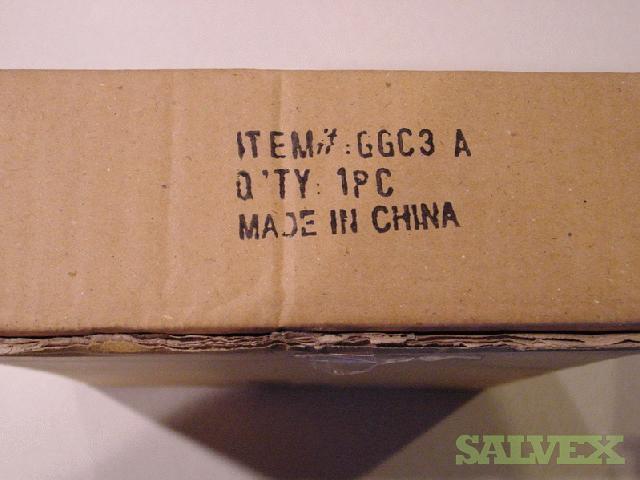 ITEM#:GGC3 A
Q'TY: 1PC
MADE IN CHINA
SALVEX